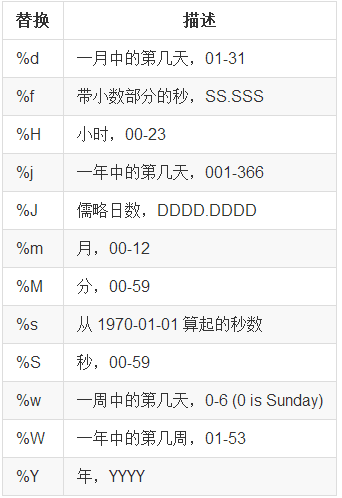 替换 描述
%d 一月中的第几天，01-31
%f 带小数部分的秒，SS.SSS
%H 小时，00-23
%j 一年中的第几天，001-366
%J 儒略日数，DDDD.DDDD
%m 月，00-12
%M 分，00-59
%s 从 1970-01-01 算起的秒数
%S 秒，00-59
%w 一周中的第几天，0-6 (0 is Sunday)
%W 一年中的第几周，01-53
%Y 年，YYYY